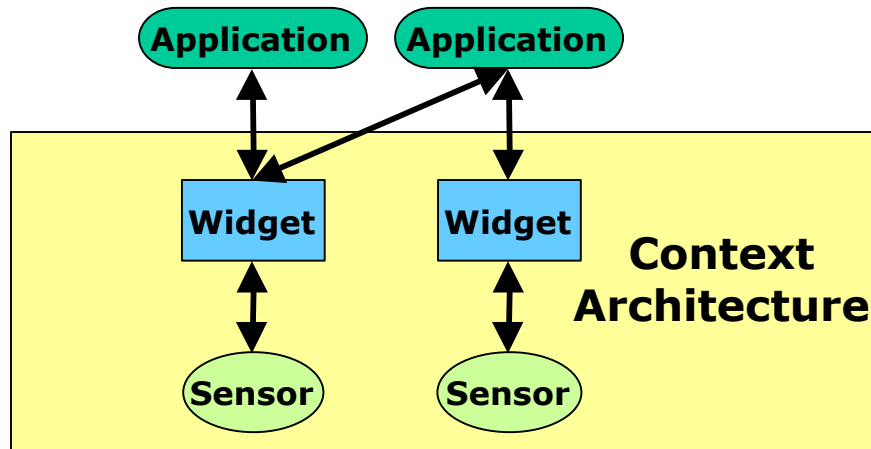 Application
Application
Widget
Widget
Context
Architecture
Sensor
Sensor